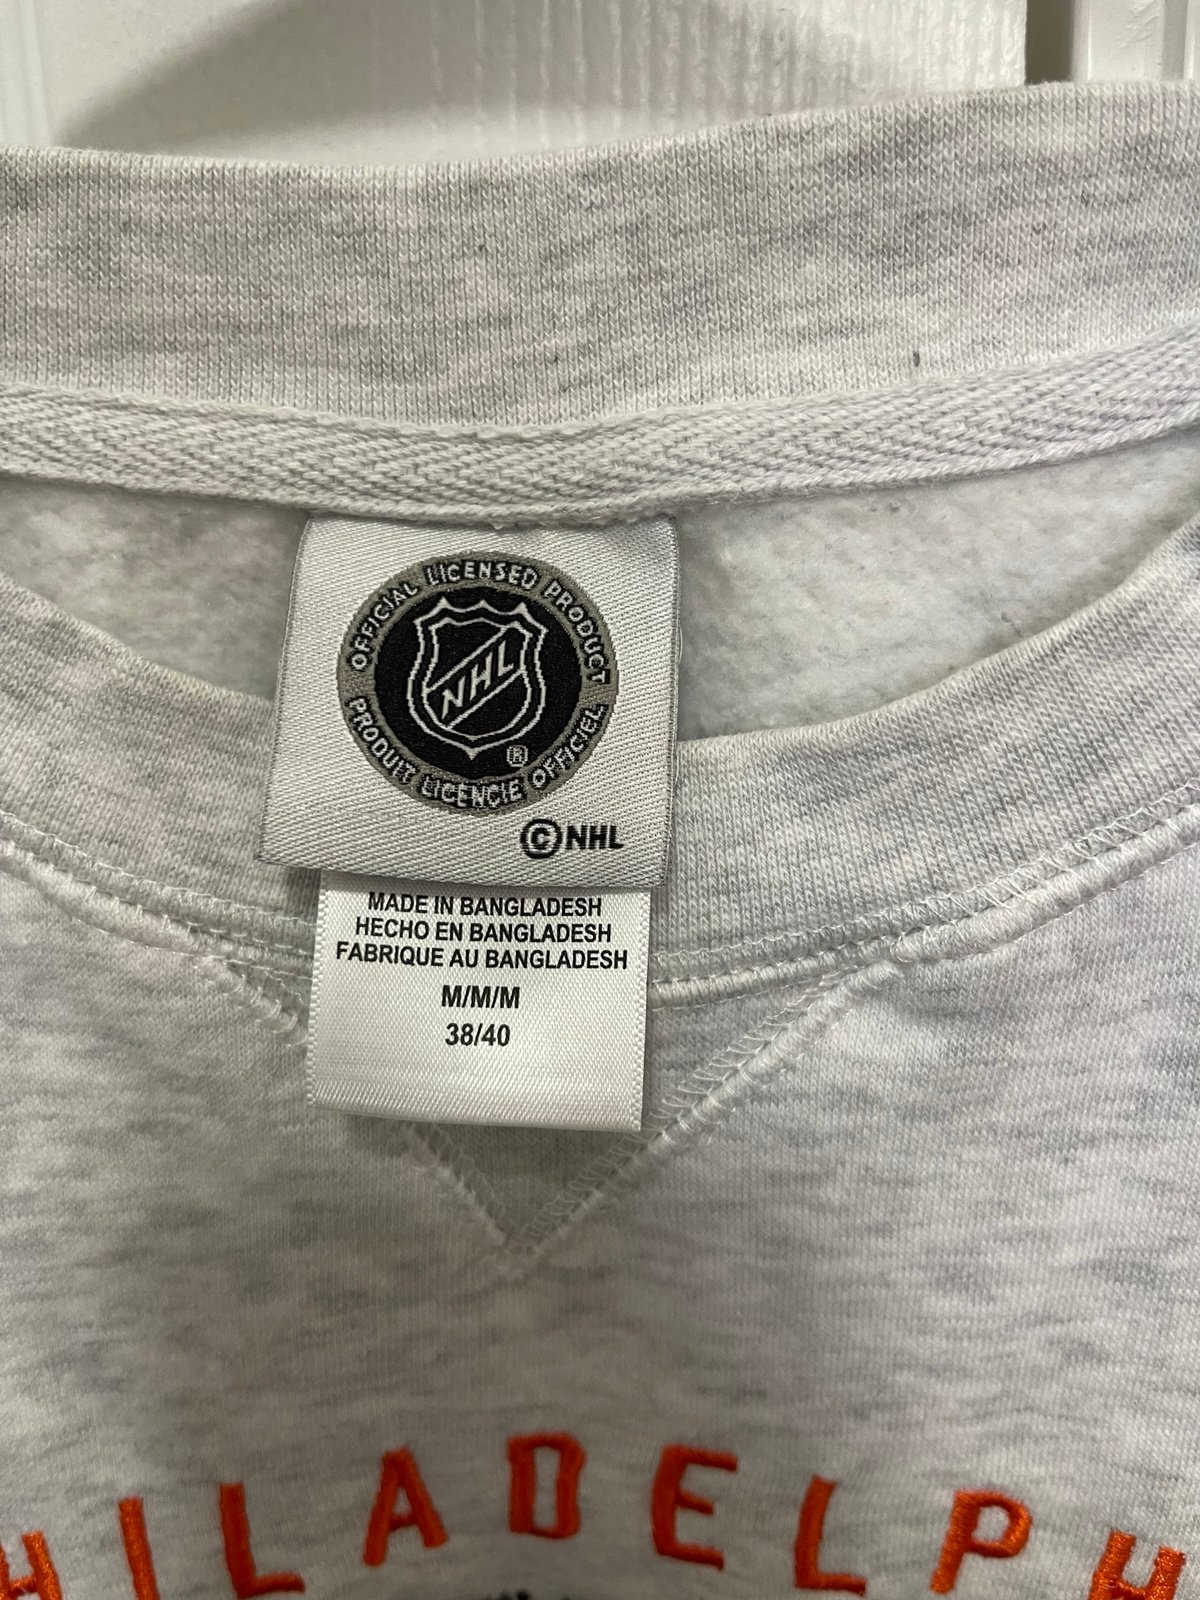 OFFICIAL LICENSED PRODUCT
NHL
®
PRODUIT LICENCIE OFFICIEL
©NHL
MADE IN BANGLADESH
HECHO EN BANGLADESH
FABRIQUE AU BANGLADESH
M/M/M
38/40
HILADELPH